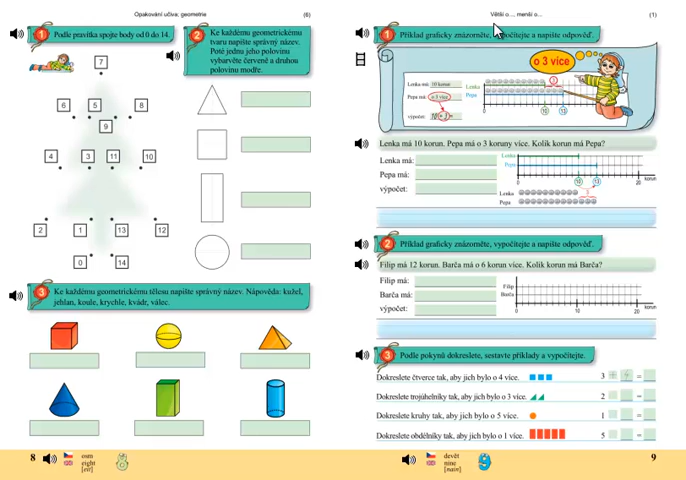 Opakování učiva: geometrie
(6)
1
Podle pravítka spojte body od 0 do 14.
7
6
5
8
9
4
3
11
10
2
1
13
12
0
14
2
Ke každému geometrickému
tvaru napište správný název.
Poté jednu jeho polovinu
vybarvěte červeně a druhou
polovinu modře.
3
Ke každému geometrickému tělesu napište správný název. Nápověda: kužel,
jehlan, koule, krychle, kvádr, válec.
8
osm
eight
[eit]
8
Větší o..., menší o...
(1)
1
Příklad graficky znázorněte, vypočítejte a napište odpověď.
o 3 více
Lenka má: 10 korun
Pepa má: o 3 více
výpočet: 10 + 3 =
Lenka
Pepa
3
0
10
13
Lenka má 10 korun. Pepa má o 3 koruny více. Kolik korun má Pepa?
Lenka má:
Pepa má:
výpočet:
Lenka
Pepa
0
10
13
20
korun
Lenka
Pepa
3
2
Příklad graficky znázorněte, vypočítejte a napište odpověď.
Filip má 12 korun. Barča má o 6 korun více. Kolik korun má Barča?
Filip má:
Barča má:
výpočet:
Filip
Barča
0
10
20
korun
3
Podle pokynů dokreslete, sestavte příklady a vypočítejte.
Dokreslete čtverce tak, aby jich bylo o 4 více.
3 + =
Dokreslete trojúhelníky tak, aby jich bylo o 3 více.
2 =
Dokreslete kruhy tak, aby jich bylo o 5 více.
1 =
Dokreslete obdélníky tak, aby jich bylo o 1 více.
5 =
devět
nine
[nain]
9
9